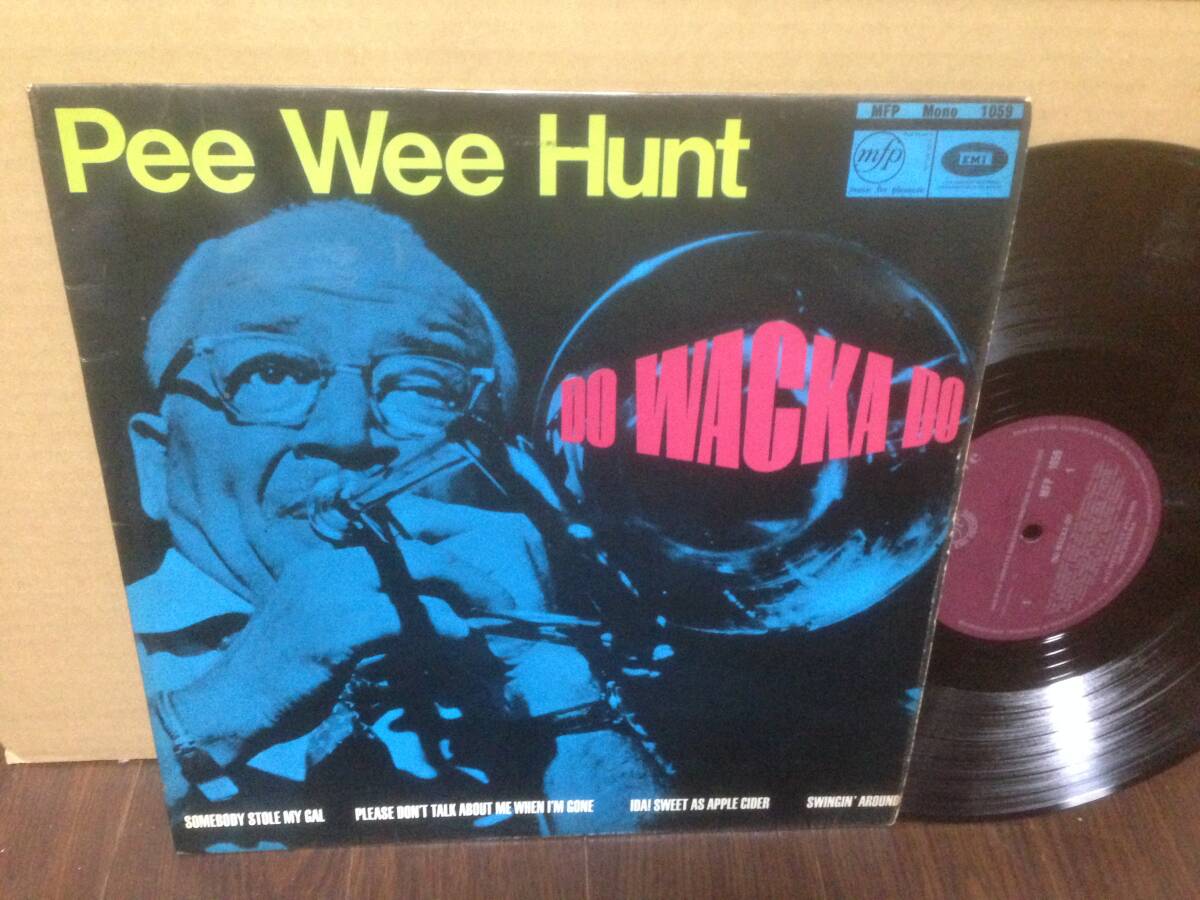 Pee Wee Hunt
MFP Mono 1059
mfp
music for pleasure
EMI
DO WACKA DO
SOMEBODY STOLE MY GAL PLEASE DON'T TALK ABOUT ME WHEN I'M GONE IDA! SWEET AS APPLE CIDER SWINGIN' AROUND
MFP 1059
1